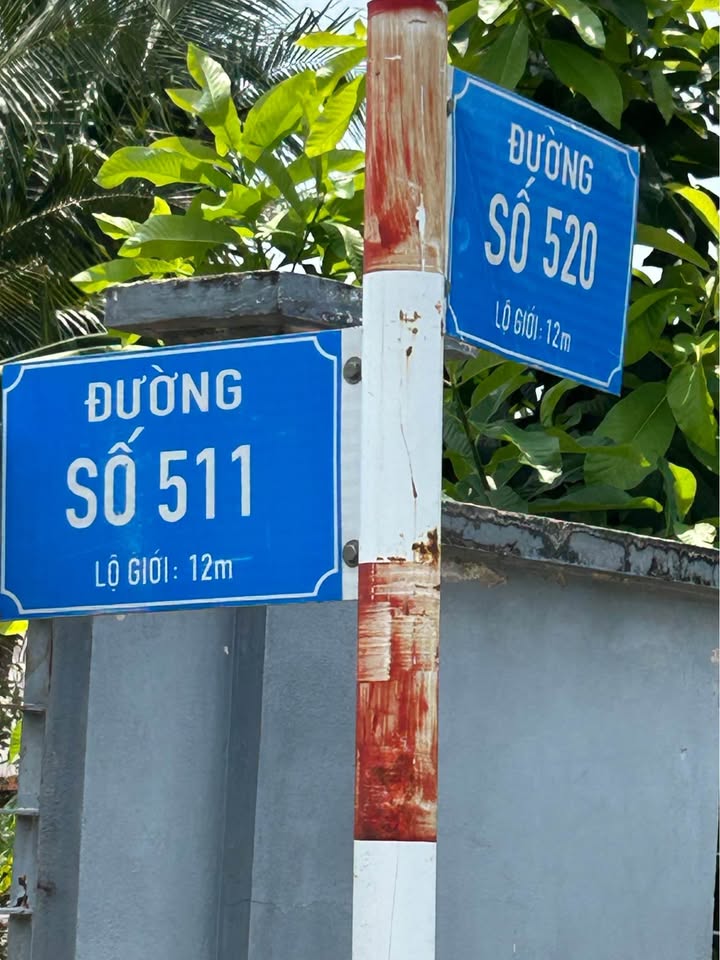 ĐƯỜNG
SỐ 511
LỘ GIỚI: 12m
ĐƯỜNG
SỐ 520
LỘ GIỚI: 12m